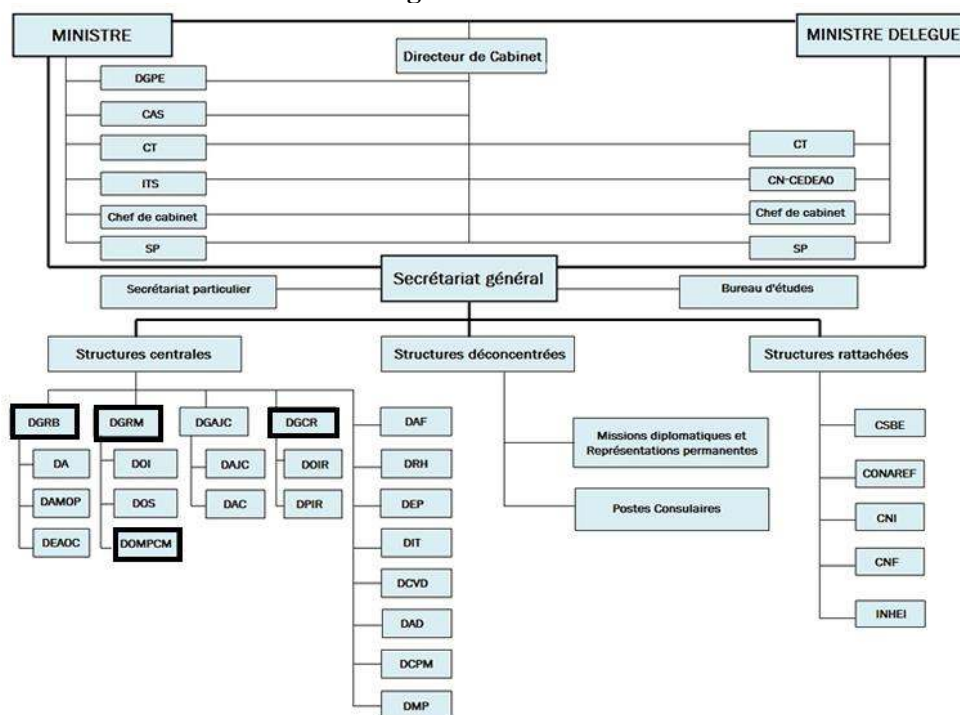 g
MINISTRE
Directeur de Cabinet
MINISTRE DELEGUE
DGPE
CAS
CT
CT
ITS
CN-CEDEAO
Chef de cabinet
Chef de cabinet
SP
SP
Secrétariat général
Secrétariat particulier
Bureau d'études
Structures centrales
Structures déconcentrées
Structures rattachées
DGRB
DGRM
DGAJC
DGCR
DAF
CSBE
DA
DOI
DAJC
DOIR
DRH
Missions diplomatiques et
Représentations permanentes
CONAREF
DAMOP
DOS
DAC
DPIR
DEP
Postes Consulaires
CNI
DEAOC
DOMPCM
DIT
CNF
DCVD
DAD
INHEI
DCPM
DMP